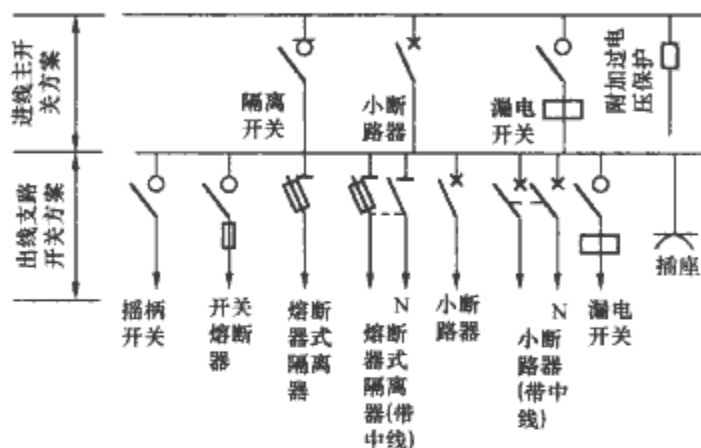 进线主开
关方案
隔离
开关
小断
路器
漏电
开关
附加过电
压保护
出线支路
开关方案
摇柄
开关
开关
熔断
器
熔断
器式
隔离
器
N
熔断
器式
隔离
器(带
中线)
小断
路器
N
小断
路器
(带中
线)
漏电
开关
插座